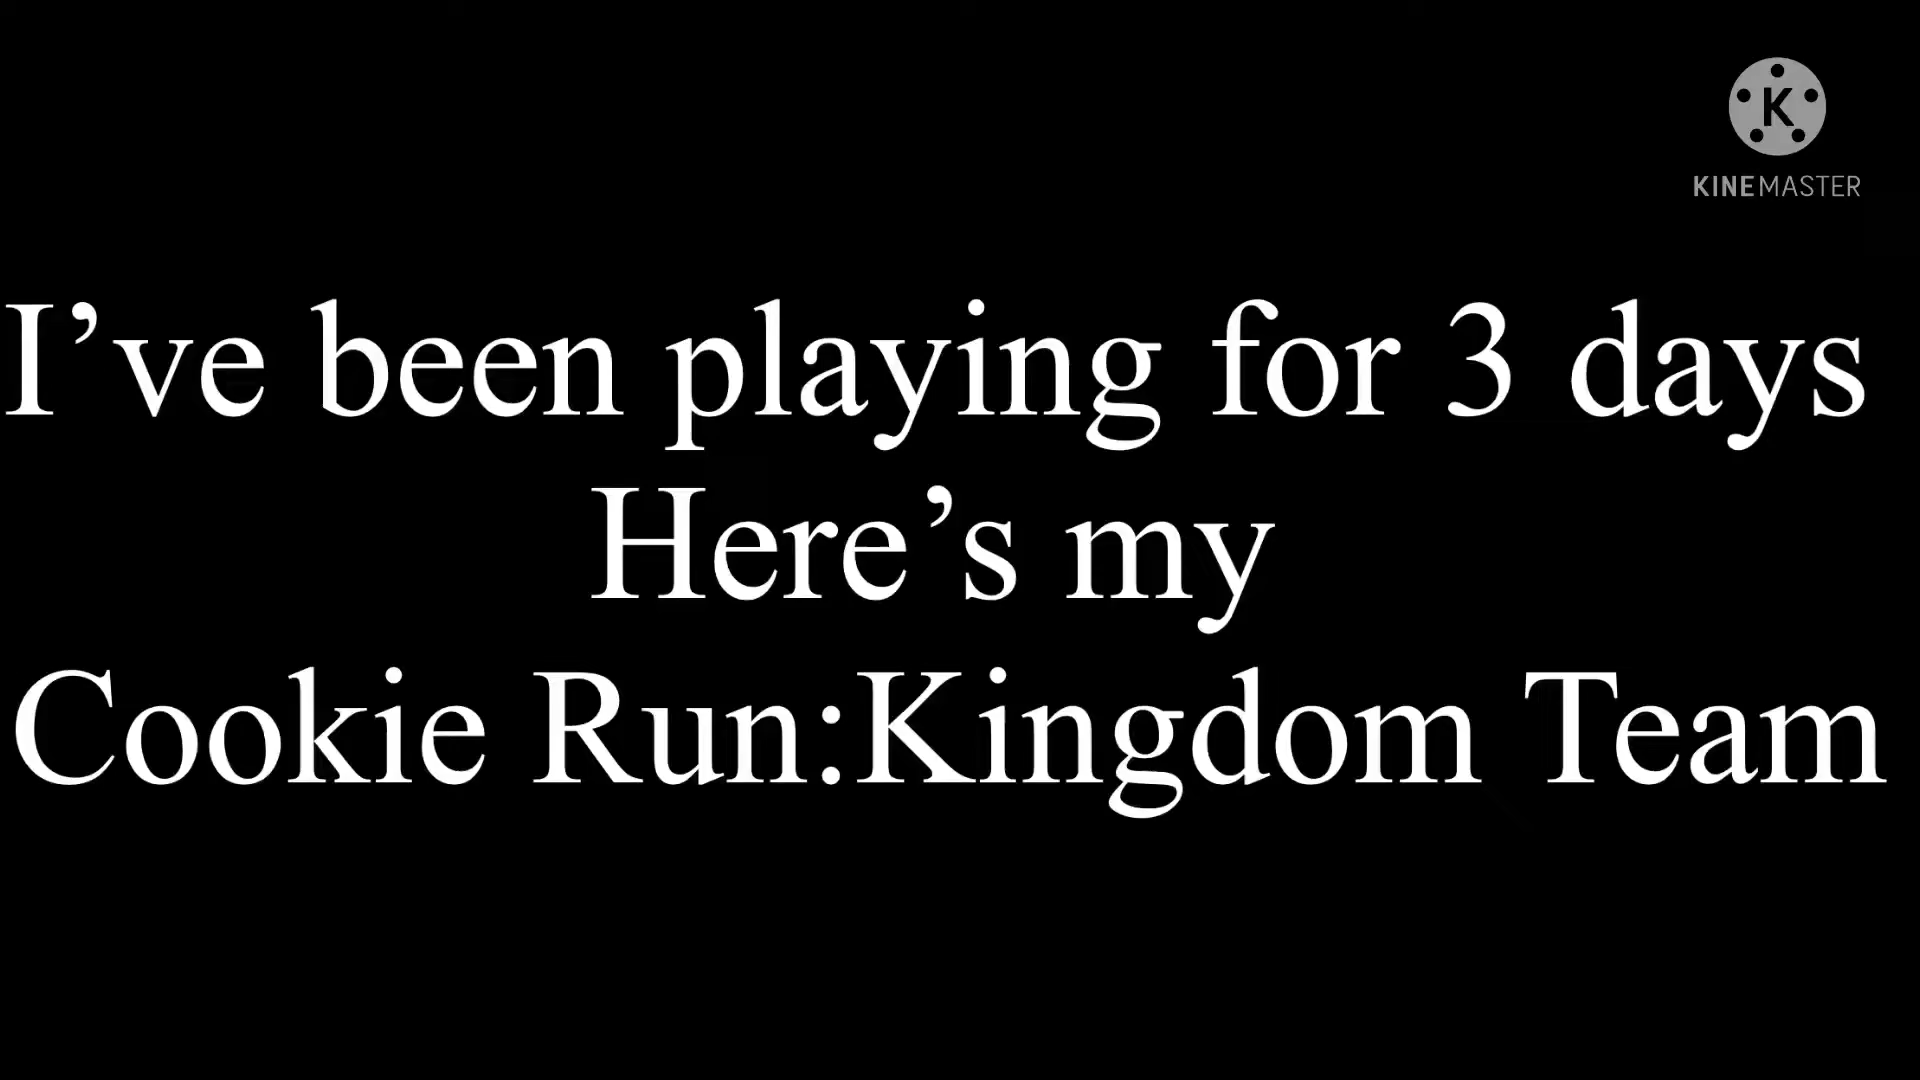 K
KINEMASTER
I’ve been playing for 3 days
Here’s my
Cookie Run:Kingdom Team